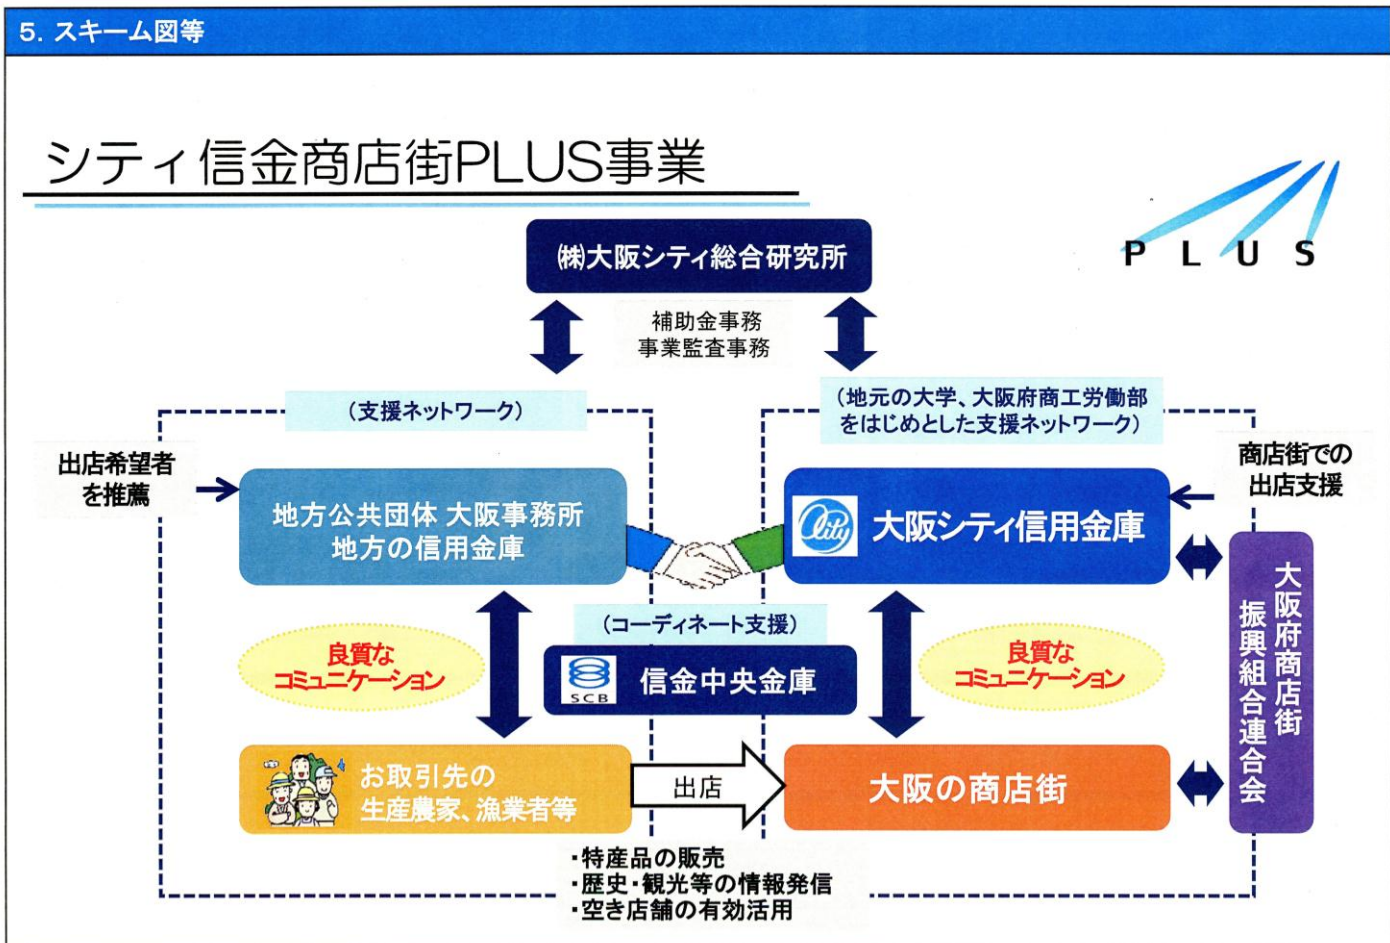 5. スキーム図等
シティ信金商店街PLUS事業
PLUS
㈱大阪シティ総合研究所
補助金事務
事業監査事務
(支援ネットワーク)
(地元の大学、大阪府商工労働部
をはじめとした支援ネットワーク)
出店希望者
を推薦
商店街での
出店支援
地方公共団体 大阪事務所
地方の信用金庫
City
大阪シティ信用金庫
大阪府商店街
振興組合連合会
(コーディネート支援)
良質な
コミュニケーション
SCB
信金中央金庫
良質な
コミュニケーション
お取引先の
生産農家、漁業者等
出店
大阪の商店街
・特産品の販売
・歴史・観光等の情報発信
・空き店舗の有効活用